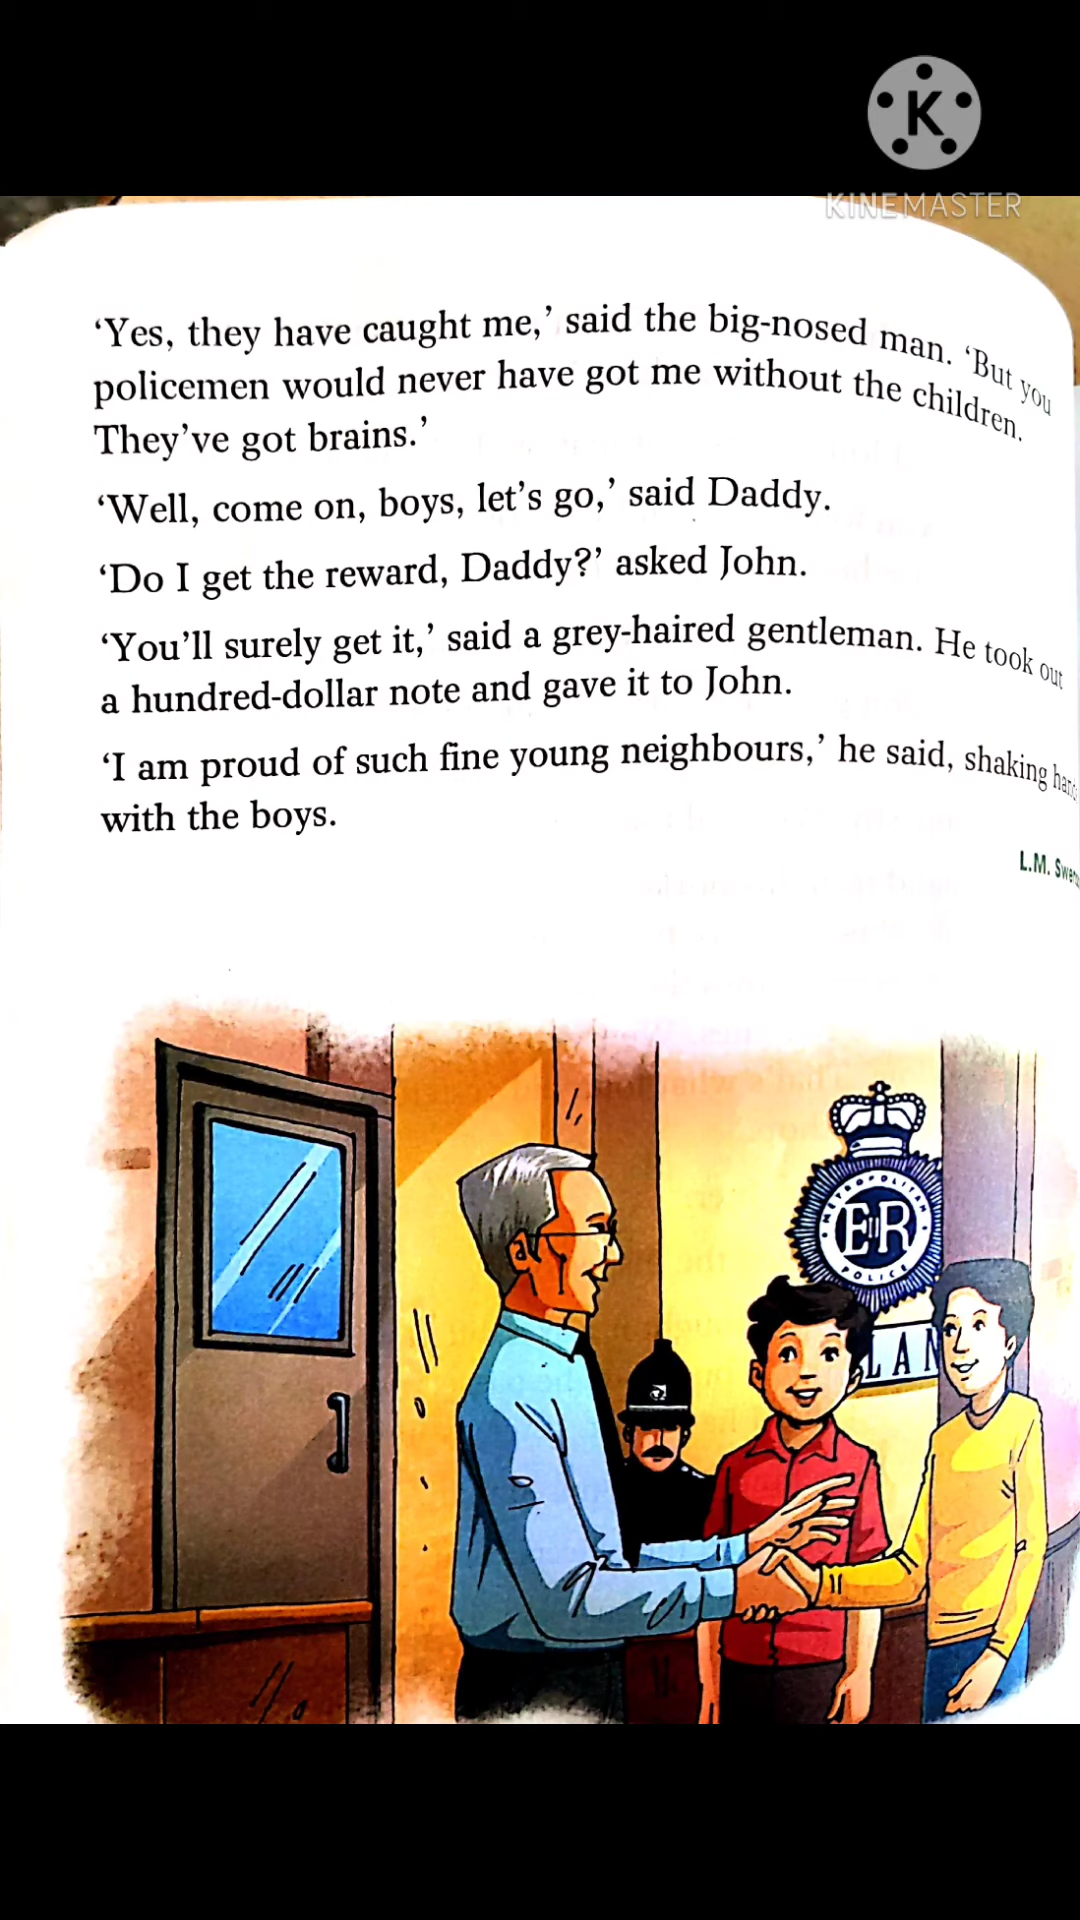 K
KINEMASTER
‘Yes, they have caught me,’ said the big-nosed man. ‘But you
policemen would never have got me without the children.
They’ve got brains.’
‘Well, come on, boys, let’s go,’ said Daddy.
‘Do I get the reward, Daddy?’ asked John.
‘You’ll surely get it,’ said a grey-haired gentleman. He took out
a hundred-dollar note and gave it to John.
‘I am proud of such fine young neighbours,’ he said, shaking
with the boys.
L.M.
METROPOLITAN
EIIR
POLICE
LAN